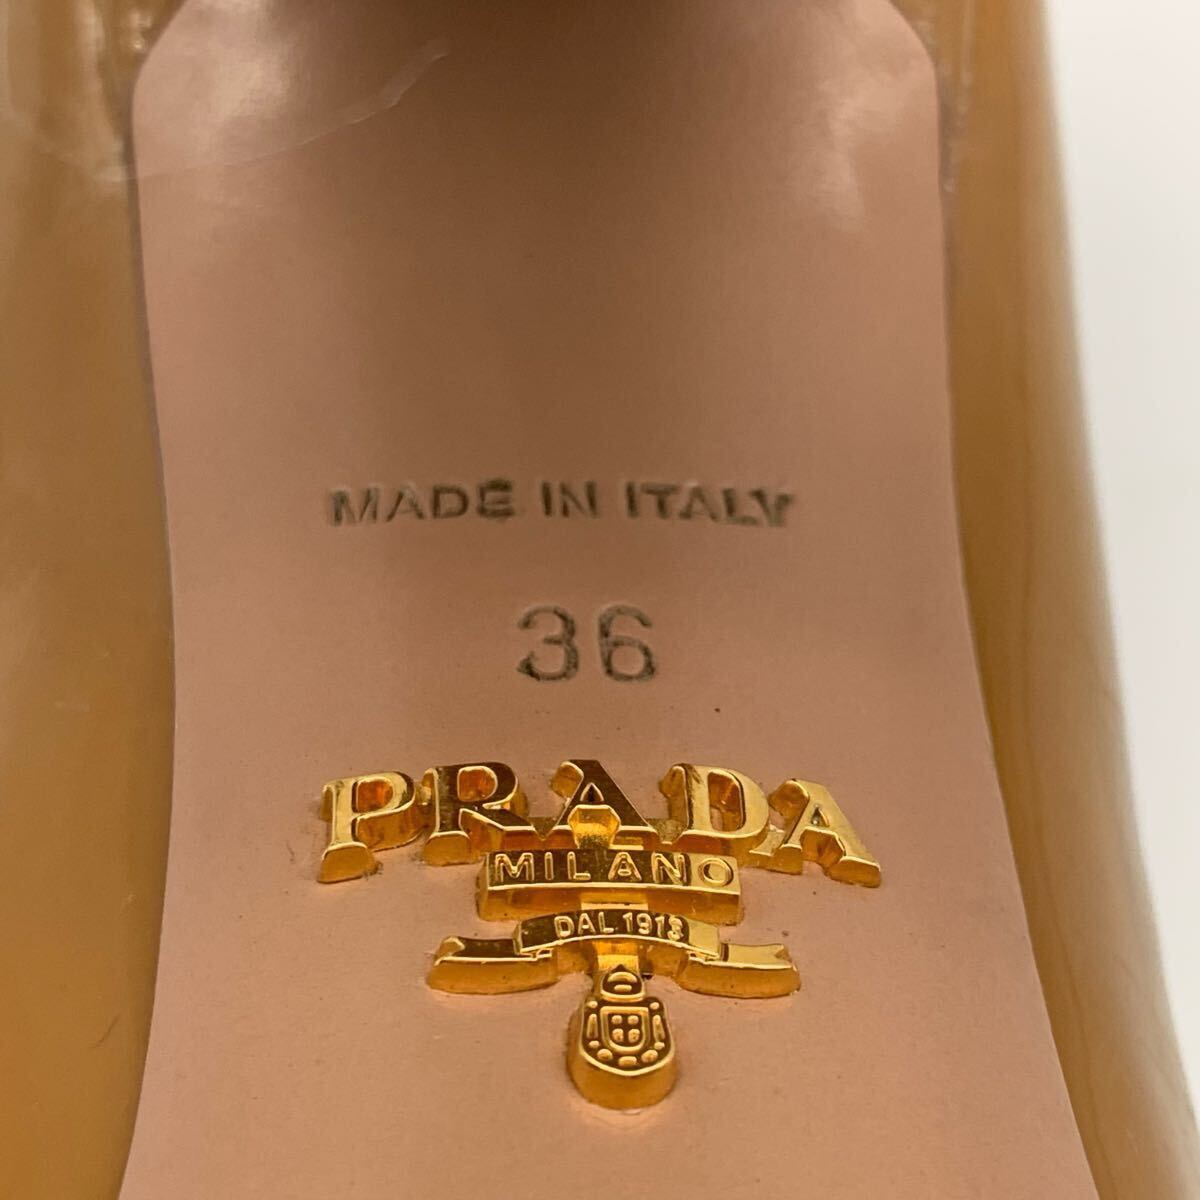 MADE IN ITALY
36
PRADA
MILANO
DAL 1913